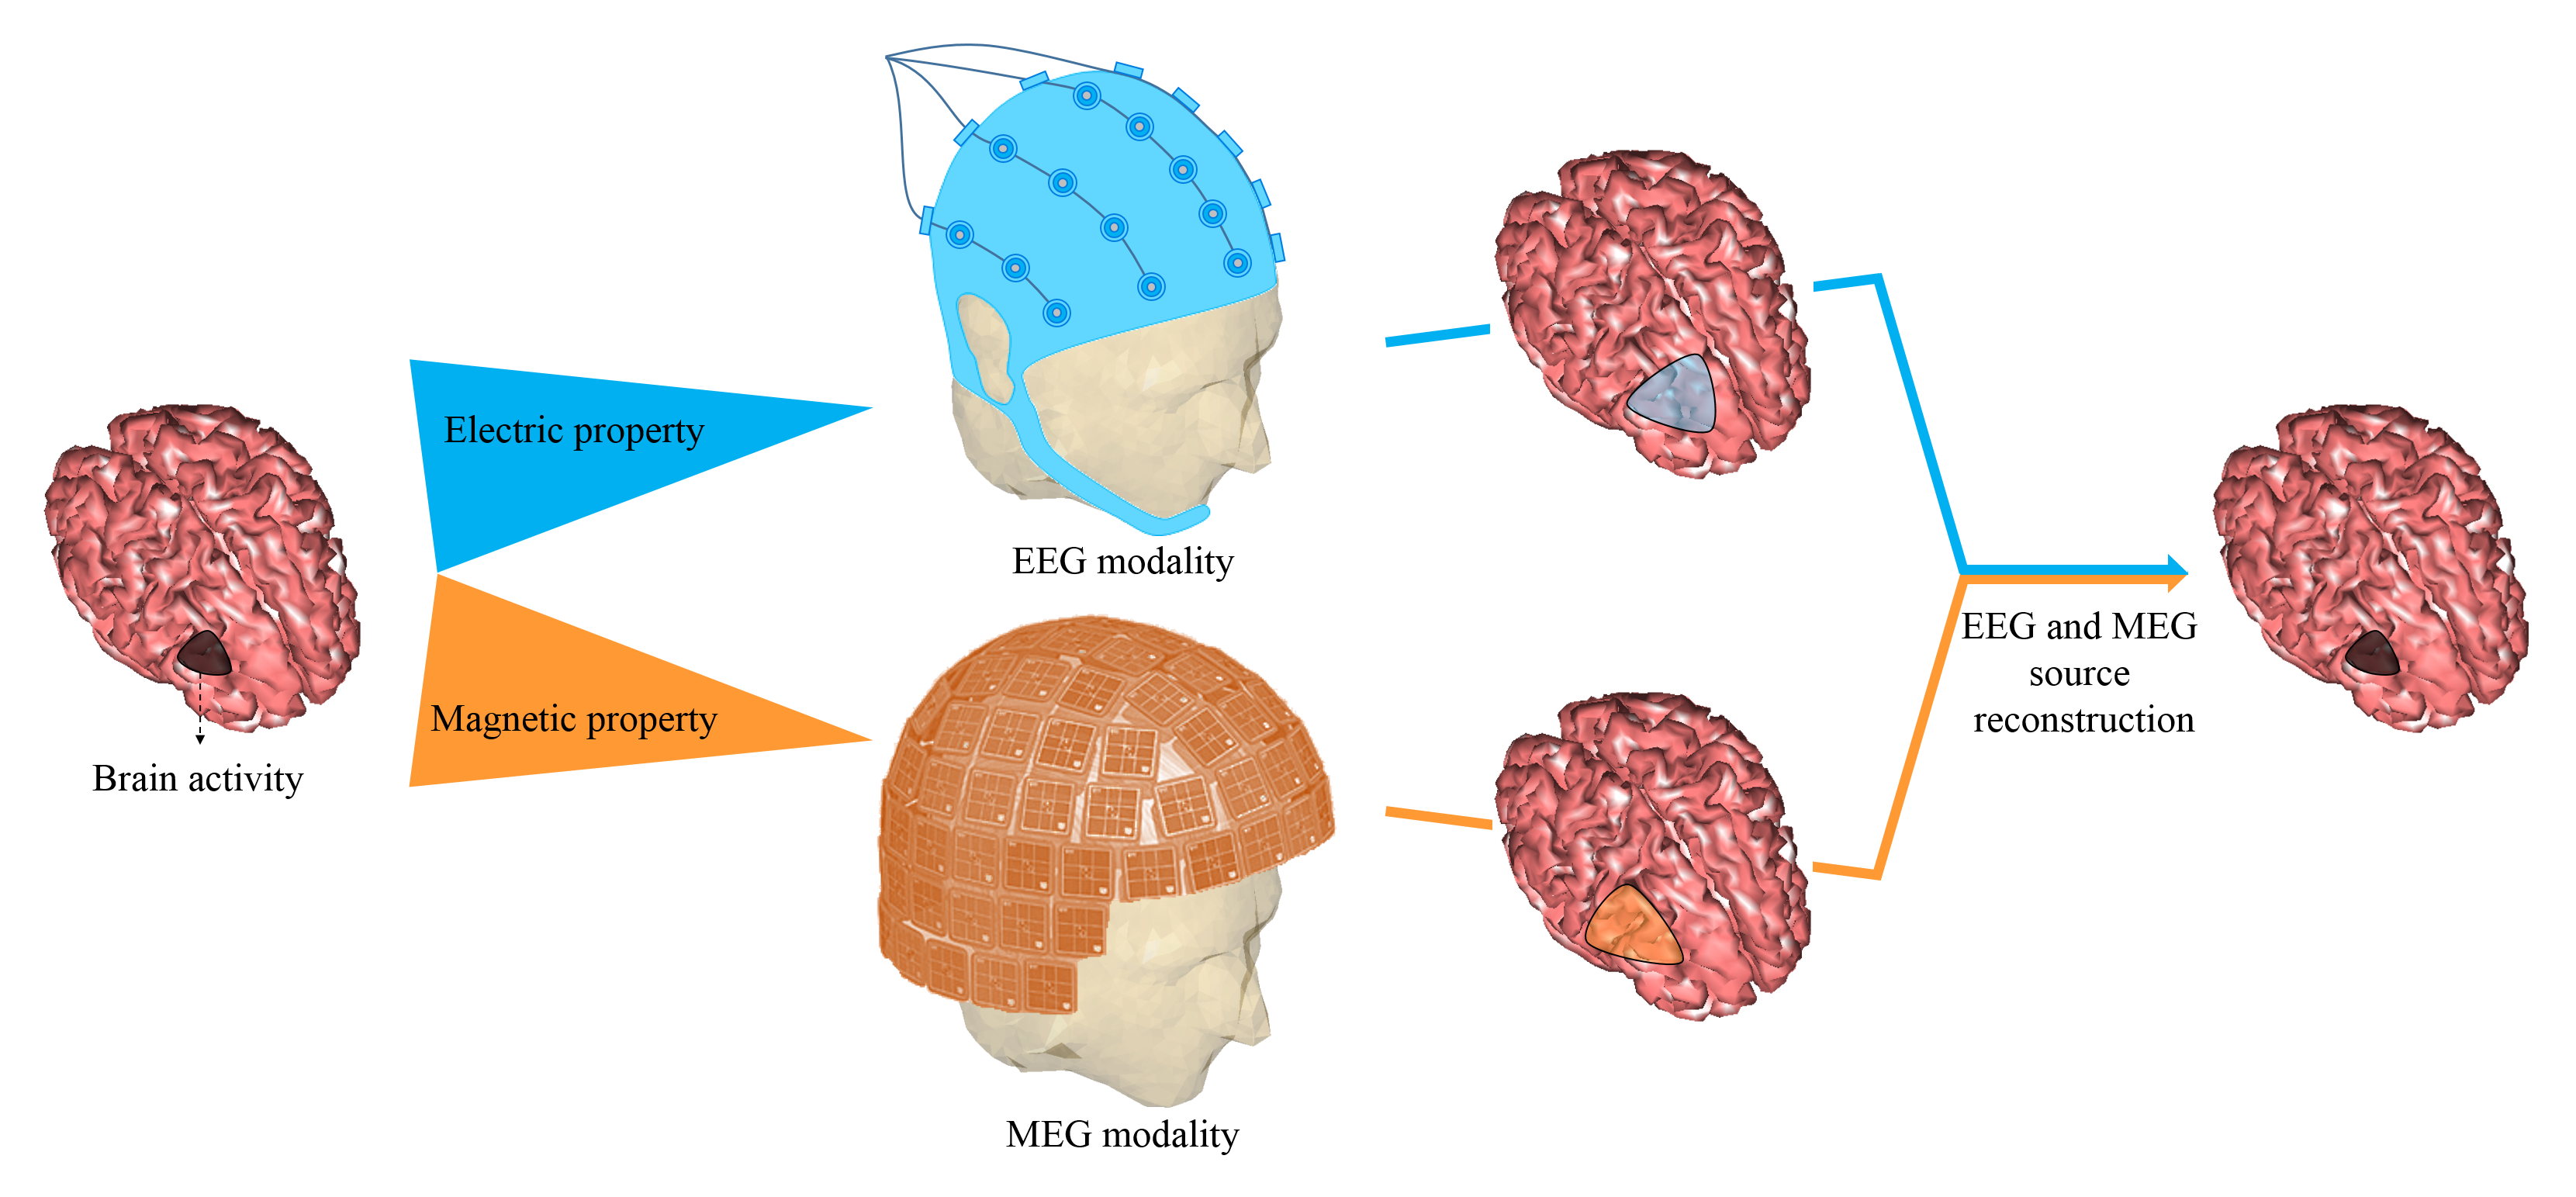 Electric property
EEG modality
Magnetic property
Brain activity
EEG and MEG
source
reconstruction
MEG modality